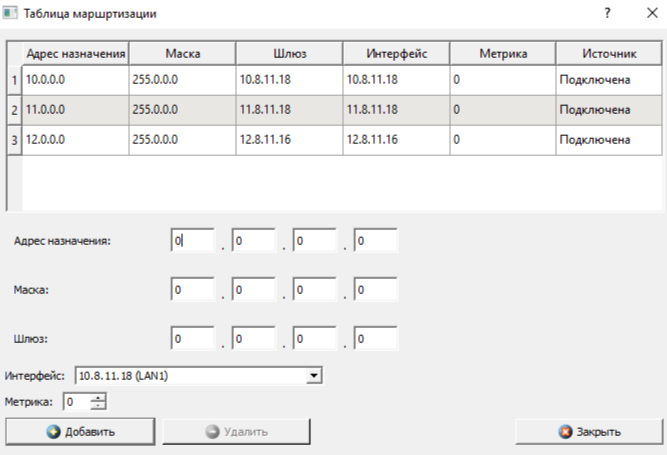 Таблица маршртизации ?
Адрес назначения Маска Шлюз Интерфейс Метрика Источник
1 10.0.0.0 255.0.0.0 10.8.11.18 10.8.11.18 0 Подключена
2 11.0.0.0 255.0.0.0 11.8.11.18 11.8.11.18 0 Подключена
3 12.0.0.0 255.0.0.0 12.8.11.16 12.8.11.16 0 Подключена
Адрес назначения: 0 . 0 . 0 . 0
Маска: 0 . 0 . 0 . 0
Шлюз: 0 . 0 . 0 . 0
Интерфейс: 10.8.11.18 (LAN1)
Метрика: 0
Добавить Удалить Закрыть